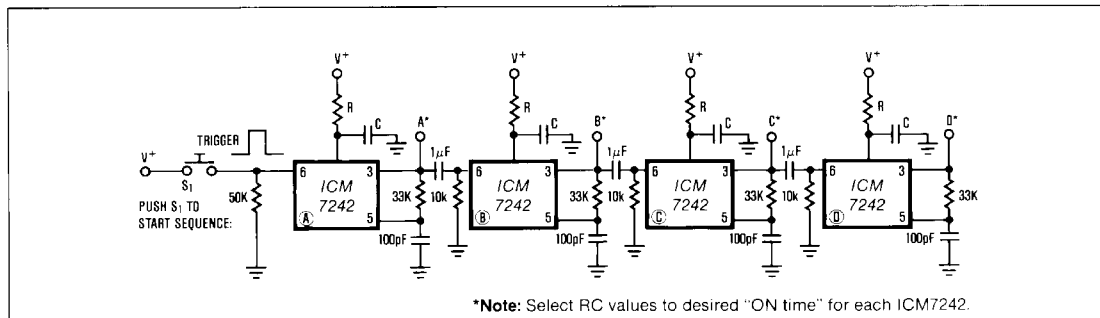 V+ V+ V+ V+
R R R R
A* B* C* D*
C C C C
TRIGGER
1µF 1µF 1µF
V+
S1
6 3 6 3 6 3 6 3
ICM ICM ICM ICM
7242 7242 7242 7242
50K 33K 10k 33K 10k 33K 10k 33K
PUSH S1 TO
START SEQUENCE:
A 5 B 5 C 5 D 5
100pF 100pF 100pF 100pF
*Note: Select RC values to desired "ON time" for each ICM7242.